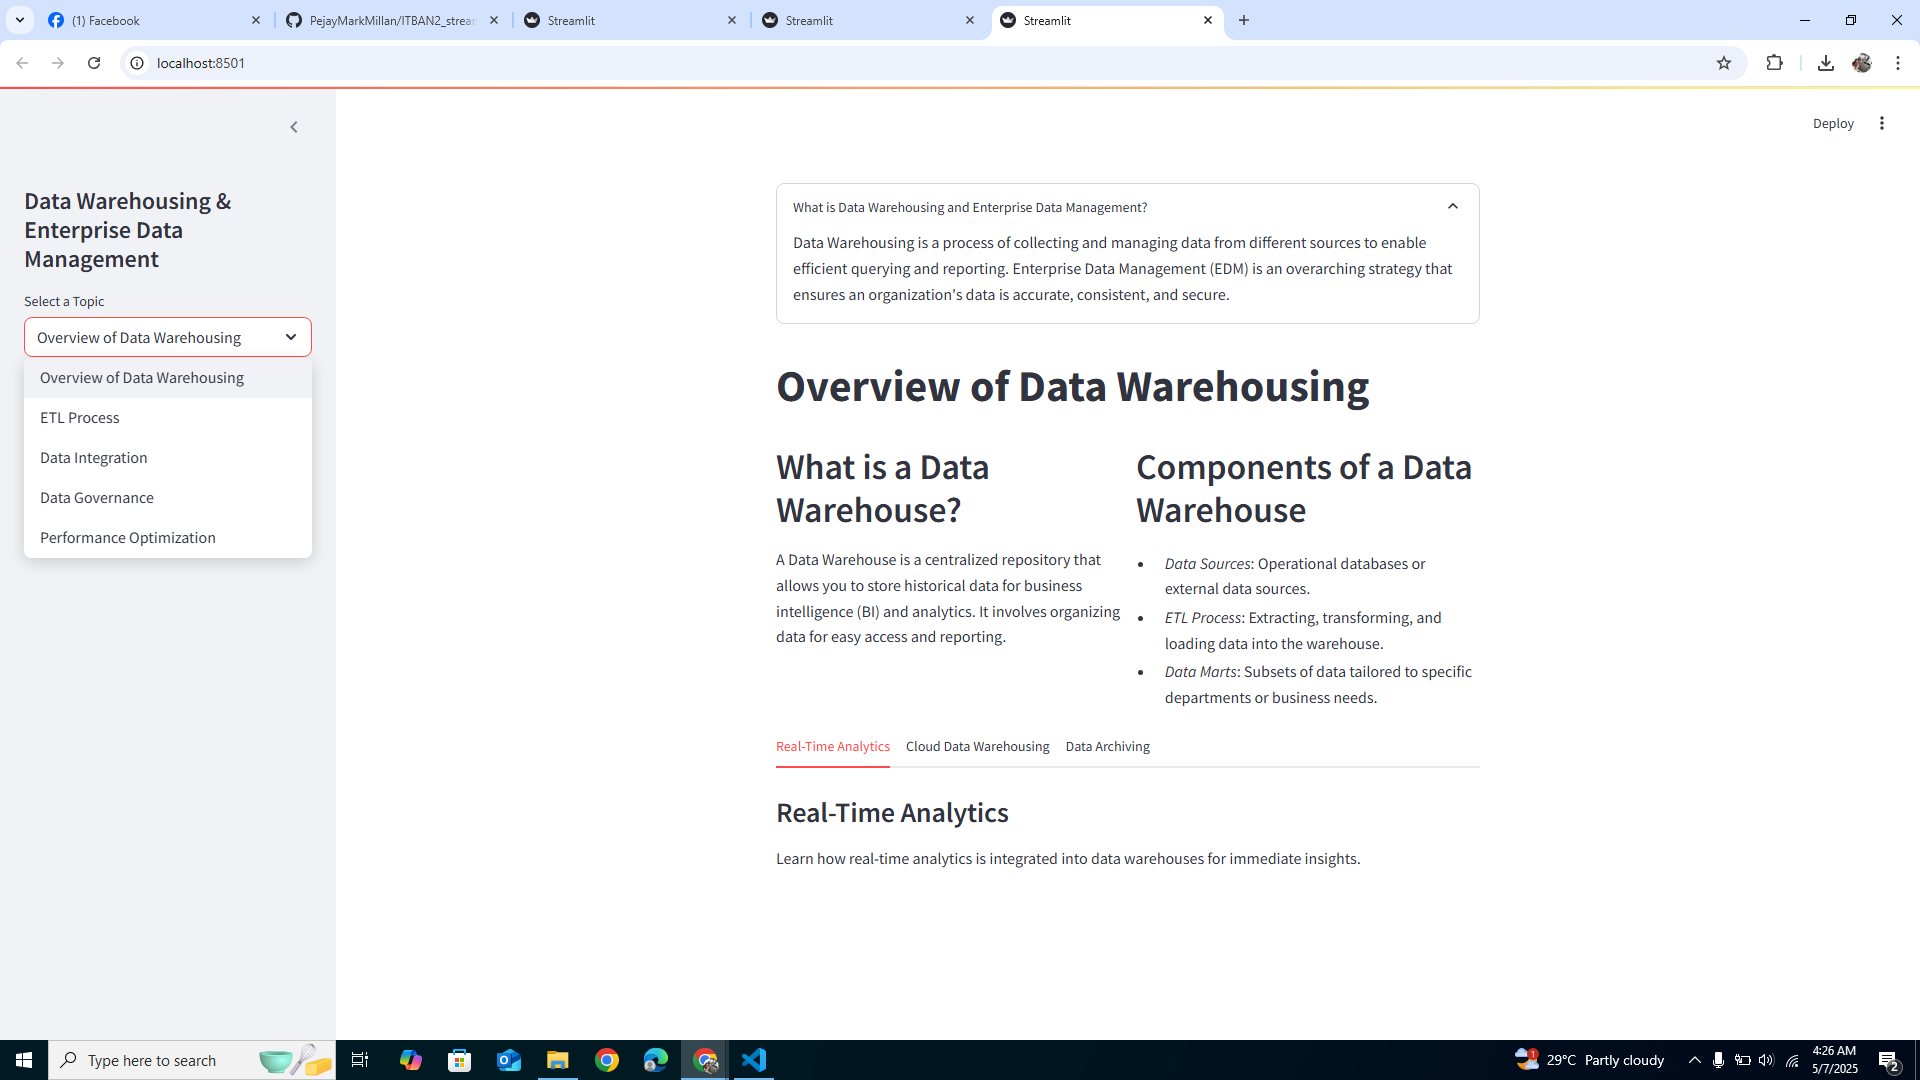 (1) Facebook
PejayMarkMillan/ITBAN2_strean
Streamlit
Streamlit
Streamlit
localhost:8501
Deploy
Data Warehousing &
Enterprise Data
Management
Select a Topic
Overview of Data Warehousing
Overview of Data Warehousing
ETL Process
Data Integration
Data Governance
Performance Optimization
What is Data Warehousing and Enterprise Data Management?
Data Warehousing is a process of collecting and managing data from different sources to enable
efficient querying and reporting. Enterprise Data Management (EDM) is an overarching strategy that
ensures an organization's data is accurate, consistent, and secure.
Overview of Data Warehousing
What is a Data
Warehouse?
A Data Warehouse is a centralized repository that
allows you to store historical data for business
intelligence (BI) and analytics. It involves organizing
data for easy access and reporting.
Components of a Data
Warehouse
• Data Sources: Operational databases or
external data sources.
• ETL Process: Extracting, transforming, and
loading data into the warehouse.
• Data Marts: Subsets of data tailored to specific
departments or business needs.
Real-Time Analytics
Cloud Data Warehousing
Data Archiving
Real-Time Analytics
Learn how real-time analytics is integrated into data warehouses for immediate insights.
Type here to search
1
29°C Partly cloudy
4:26 AM
5/7/2025
2